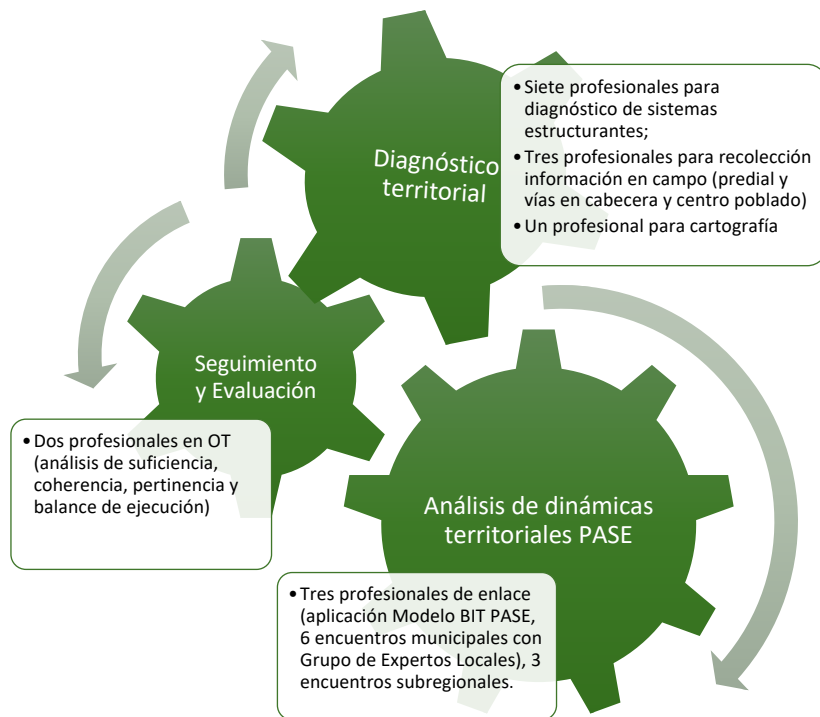 Diagnóstico
territorial
• Siete profesionales para
diagnóstico de sistemas
estructurantes;
• Tres profesionales para recolección
información en campo (predial y
vías en cabecera y centro poblado)
• Un profesional para cartografía
Seguimiento
y Evaluación
• Dos profesionales en OT
(análisis de suficiencia,
coherencia, pertinencia y
balance de ejecución)
Análisis de dinámicas
territoriales PASE
• Tres profesionales de enlace
(aplicación Modelo BIT PASE,
6 encuentros municipales con
Grupo de Expertos Locales), 3
encuentros subregionales.